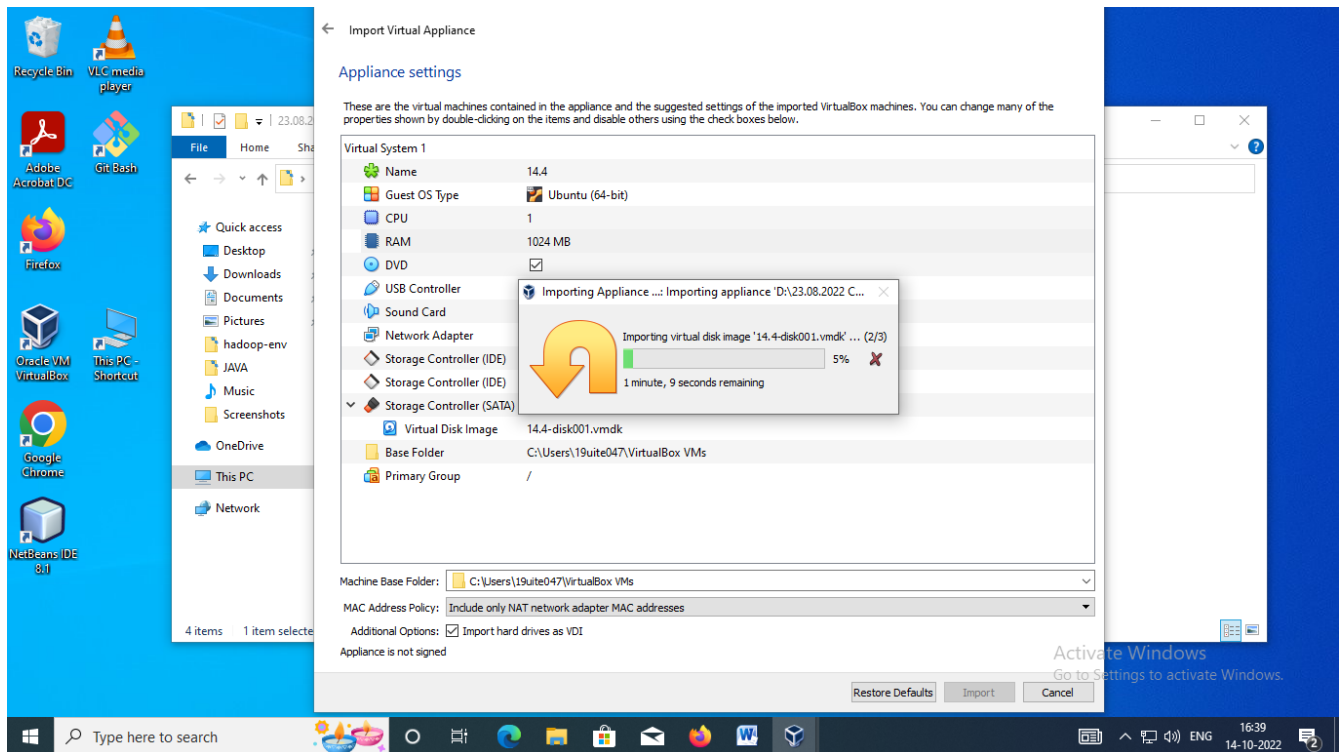 Recycle Bin
VLC media
player
Adobe
Acrobat DC
Git Bash
Firefox
Oracle VM
VirtualBox
This PC -
Shortcut
Google
Chrome
NetBeans IDE
8.1
23.08.2
File Home Sha
Quick access
Desktop
Downloads
Documents
Pictures
hadoop-env
JAVA
Music
Screenshots
OneDrive
This PC
Network
4 items 1 item selecte
Import Virtual Appliance
Appliance settings
These are the virtual machines contained in the appliance and the suggested settings of the imported VirtualBox machines. You can change many of the
properties shown by double-clicking on the items and disable others using the check boxes below.
Virtual System 1
Name 14.4
Guest OS Type Ubuntu (64-bit)
CPU 1
RAM 1024 MB
DVD
USB Controller
Sound Card
Network Adapter
Storage Controller (IDE)
Storage Controller (IDE)
Storage Controller (SATA)
Virtual Disk Image 14.4-disk001.vmdk
Base Folder C:\Users\19uite047\VirtualBox VMs
Primary Group /
Importing Appliance ...: Importing appliance 'D:\23.08.2022 C...
Importing virtual disk image '14.4-disk001.vmdk' ... (2/3)
5%
1 minute, 9 seconds remaining
Machine Base Folder: C:\Users\19uite047\VirtualBox VMs
MAC Address Policy: Include only NAT network adapter MAC addresses
Additional Options: Import hard drives as VDI
Appliance is not signed
Restore Defaults Import Cancel
Activate Windows
Go to Settings to activate Windows.
Type here to search
ENG
16:39
14-10-2022
2